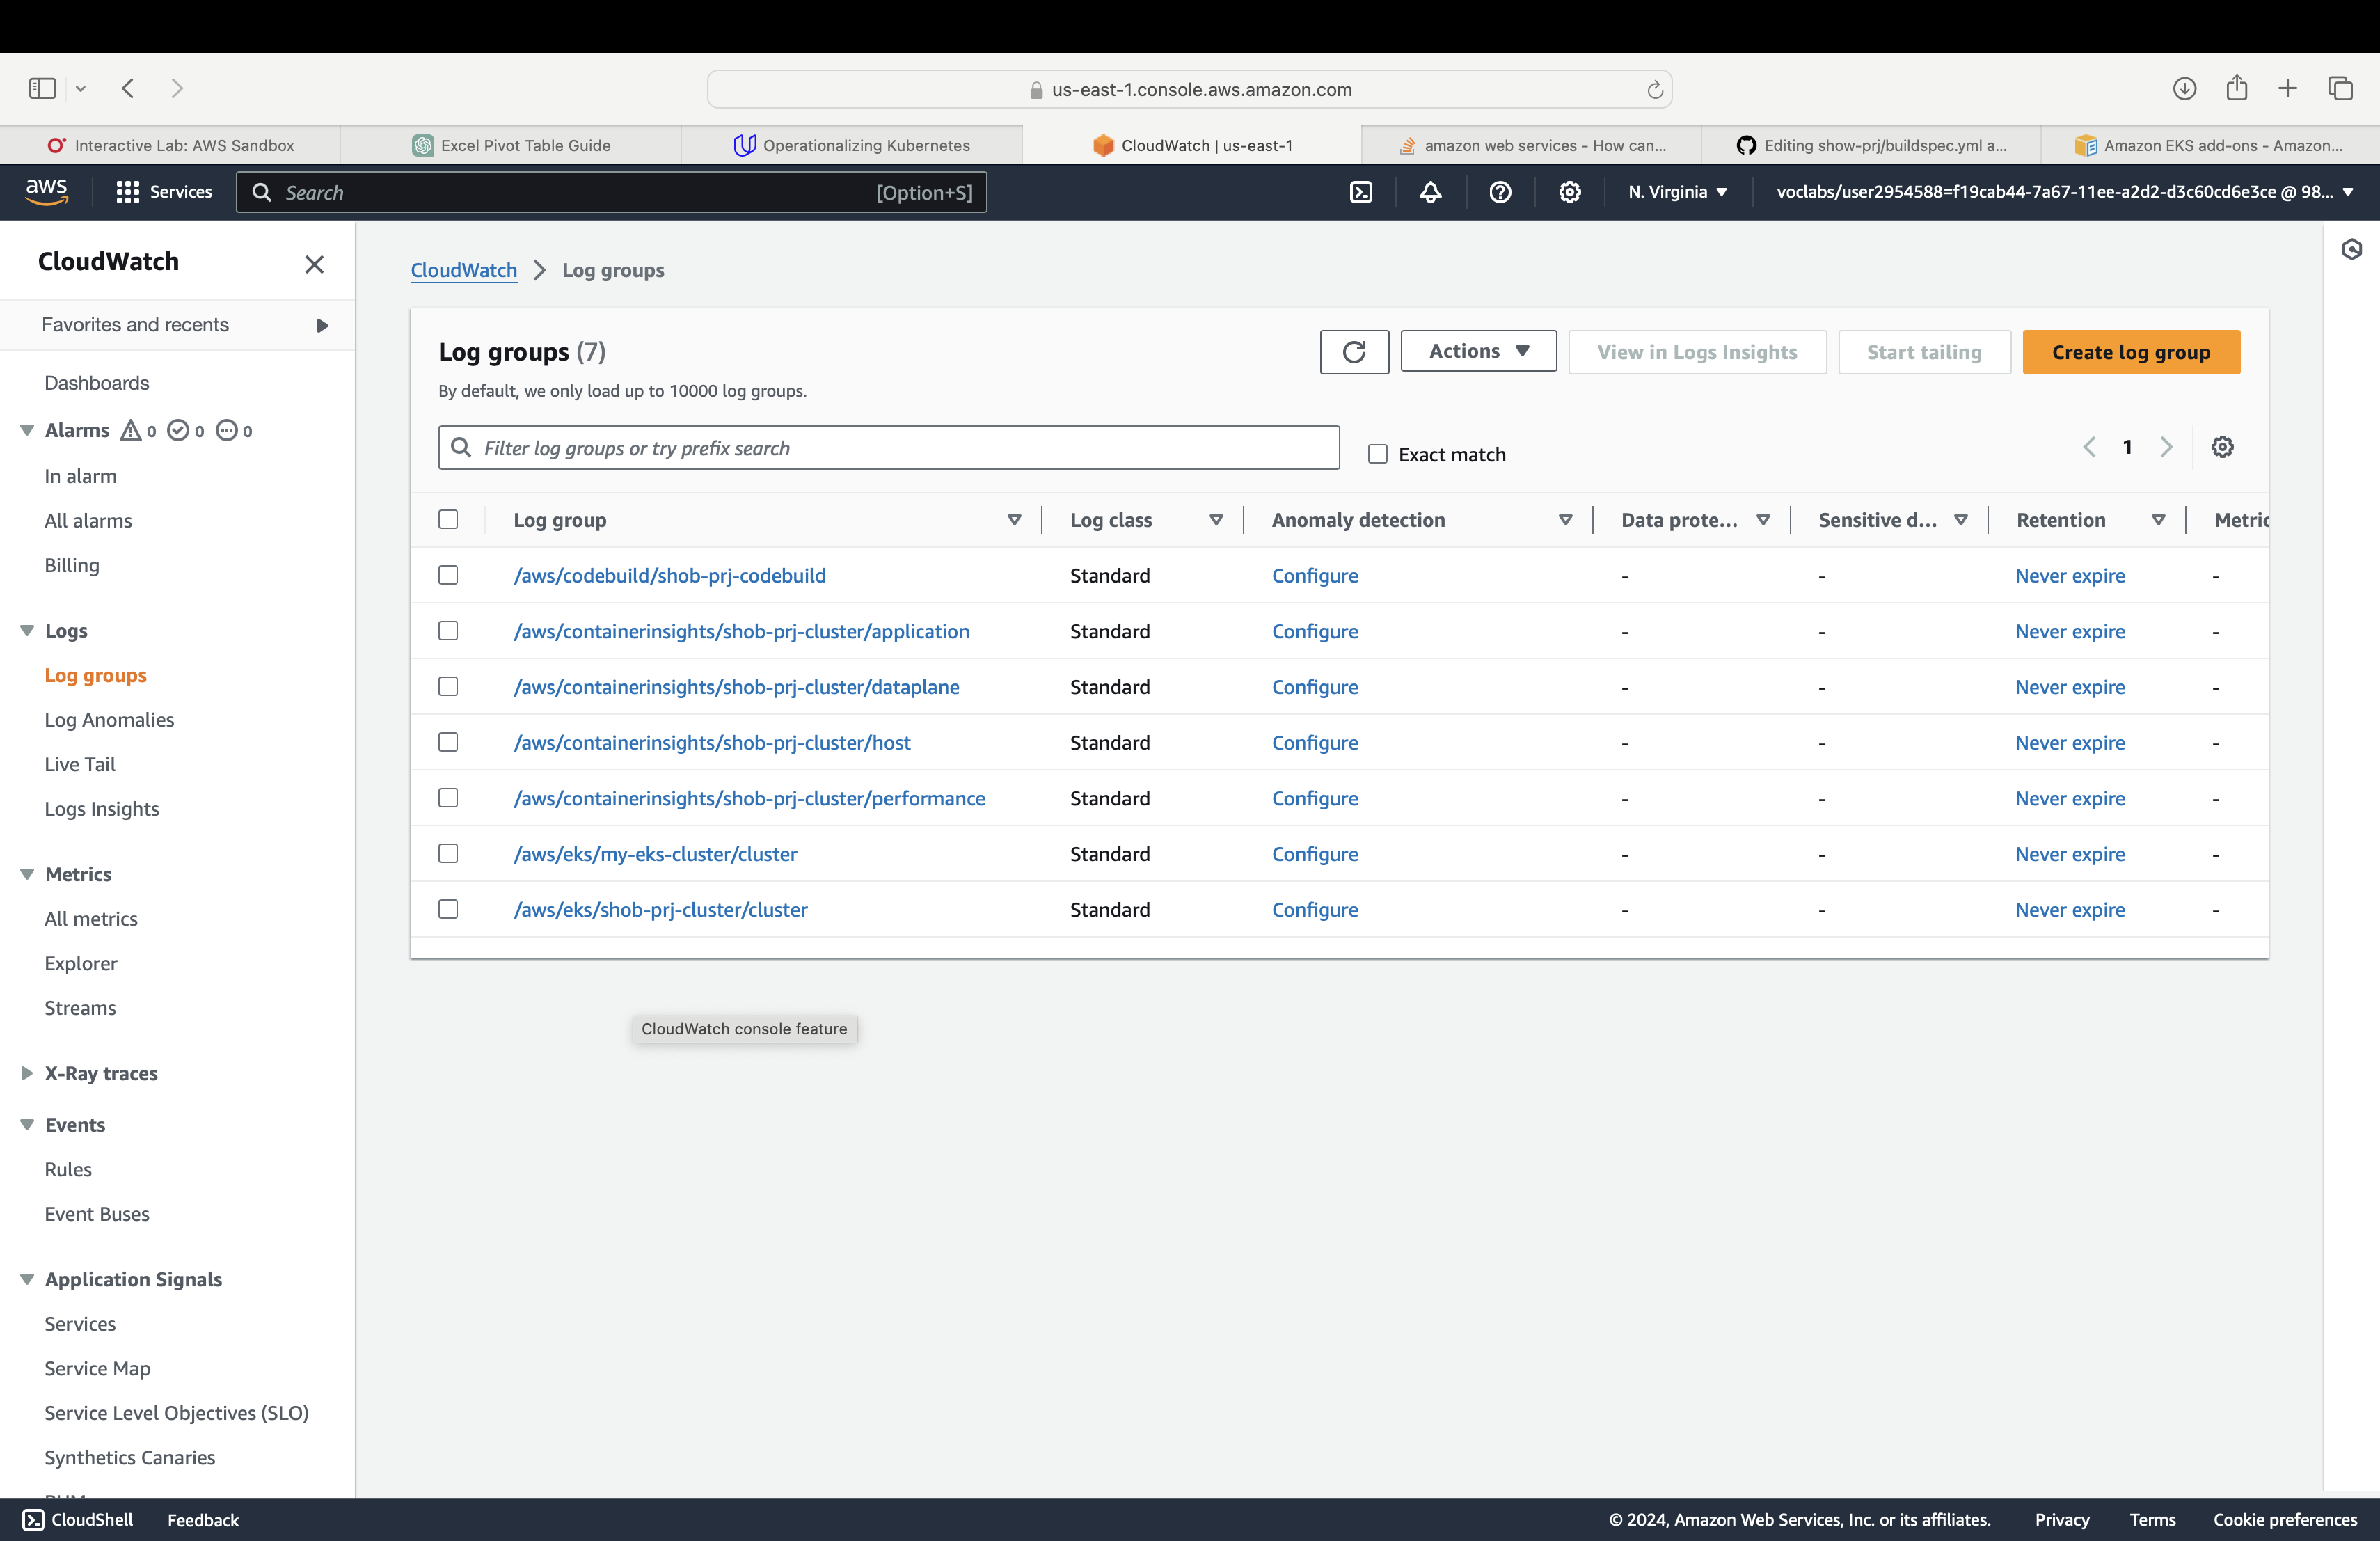 us-east-1.console.aws.amazon.com
Interactive Lab: AWS Sandbox
Excel Pivot Table Guide
Operationalizing Kubernetes
CloudWatch | us-east-1
amazon web services - How can...
Editing show-prj/buildspec.yml a...
Amazon EKS add-ons - Amazon...
aws
Services
Search
[Option+S]
N. Virginia
voclabs/user2954588=f19cab44-7a67-11ee-a2d2-d3c60cd6e3ce @ 98...
CloudWatch
Favorites and recents
Dashboards
Alarms 0 0 0
In alarm
All alarms
Billing
Logs
Log groups
Log Anomalies
Live Tail
Logs Insights
Metrics
All metrics
Explorer
Streams
X-Ray traces
Events
Rules
Event Buses
Application Signals
Services
Service Map
Service Level Objectives (SLO)
Synthetics Canaries
CloudWatch > Log groups
Log groups (7)
By default, we only load up to 10000 log groups.
Actions
View in Logs Insights
Start tailing
Create log group
Filter log groups or try prefix search
Exact match
1
Log group Log class Anomaly detection Data prote... Sensitive d... Retention Metric
/aws/codebuild/shob-prj-codebuild Standard Configure - - Never expire -
/aws/containerinsights/shob-prj-cluster/application Standard Configure - - Never expire -
/aws/containerinsights/shob-prj-cluster/dataplane Standard Configure - - Never expire -
/aws/containerinsights/shob-prj-cluster/host Standard Configure - - Never expire -
/aws/containerinsights/shob-prj-cluster/performance Standard Configure - - Never expire -
/aws/eks/my-eks-cluster/cluster Standard Configure - - Never expire -
/aws/eks/shob-prj-cluster/cluster Standard Configure - - Never expire -
CloudWatch console feature
CloudShell
Feedback
© 2024, Amazon Web Services, Inc. or its affiliates.
Privacy
Terms
Cookie preferences